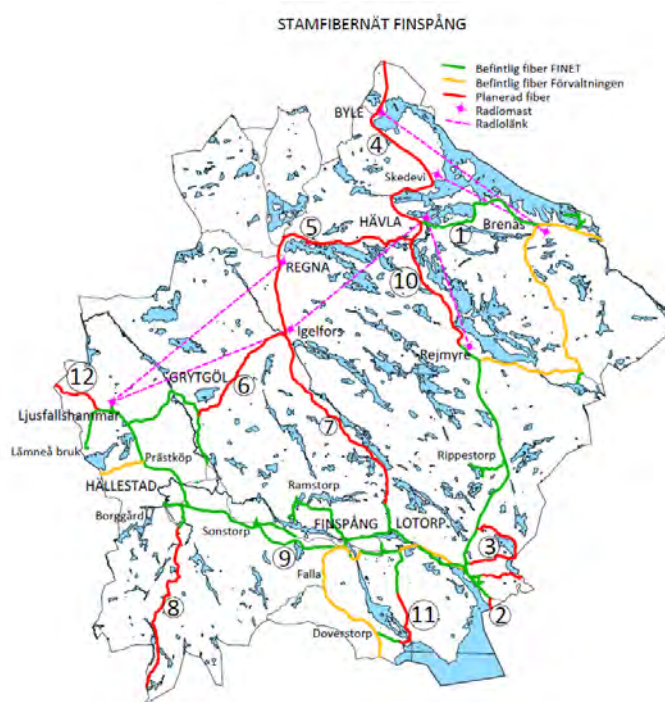 STAMFIBERNÄT FINSPÅNG
Befintlig fiber FINET
Befintlig fiber Förvaltningen
Planerad fiber
Radiomast
Radiolänk
BYLE
4
Skedevi
HÄVLA
5
1
Brenäs
REGNA
10
Igelfors
Rejmyre
12
GRYTGÖL
6
Ljusfallshammar
7
Lämneå bruk
Prästköp
Rippestorp
HÄLLESTAD
Ramstorp
Borggård
Sonstorp
FINSPÅNG
LOTORP
3
9
Falla
8
11
2
Doverstorp